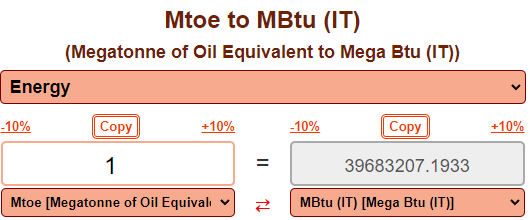 Mtoe to MBtu (IT)
(Megatonne of Oil Equivalent to Mega Btu (IT))
Energy
-10% Copy +10% -10% Copy +10%
1 = 39683207.1933
Mtoe [Megatonne of Oil Equival ⇄ MBtu (IT) [Mega Btu (IT)]